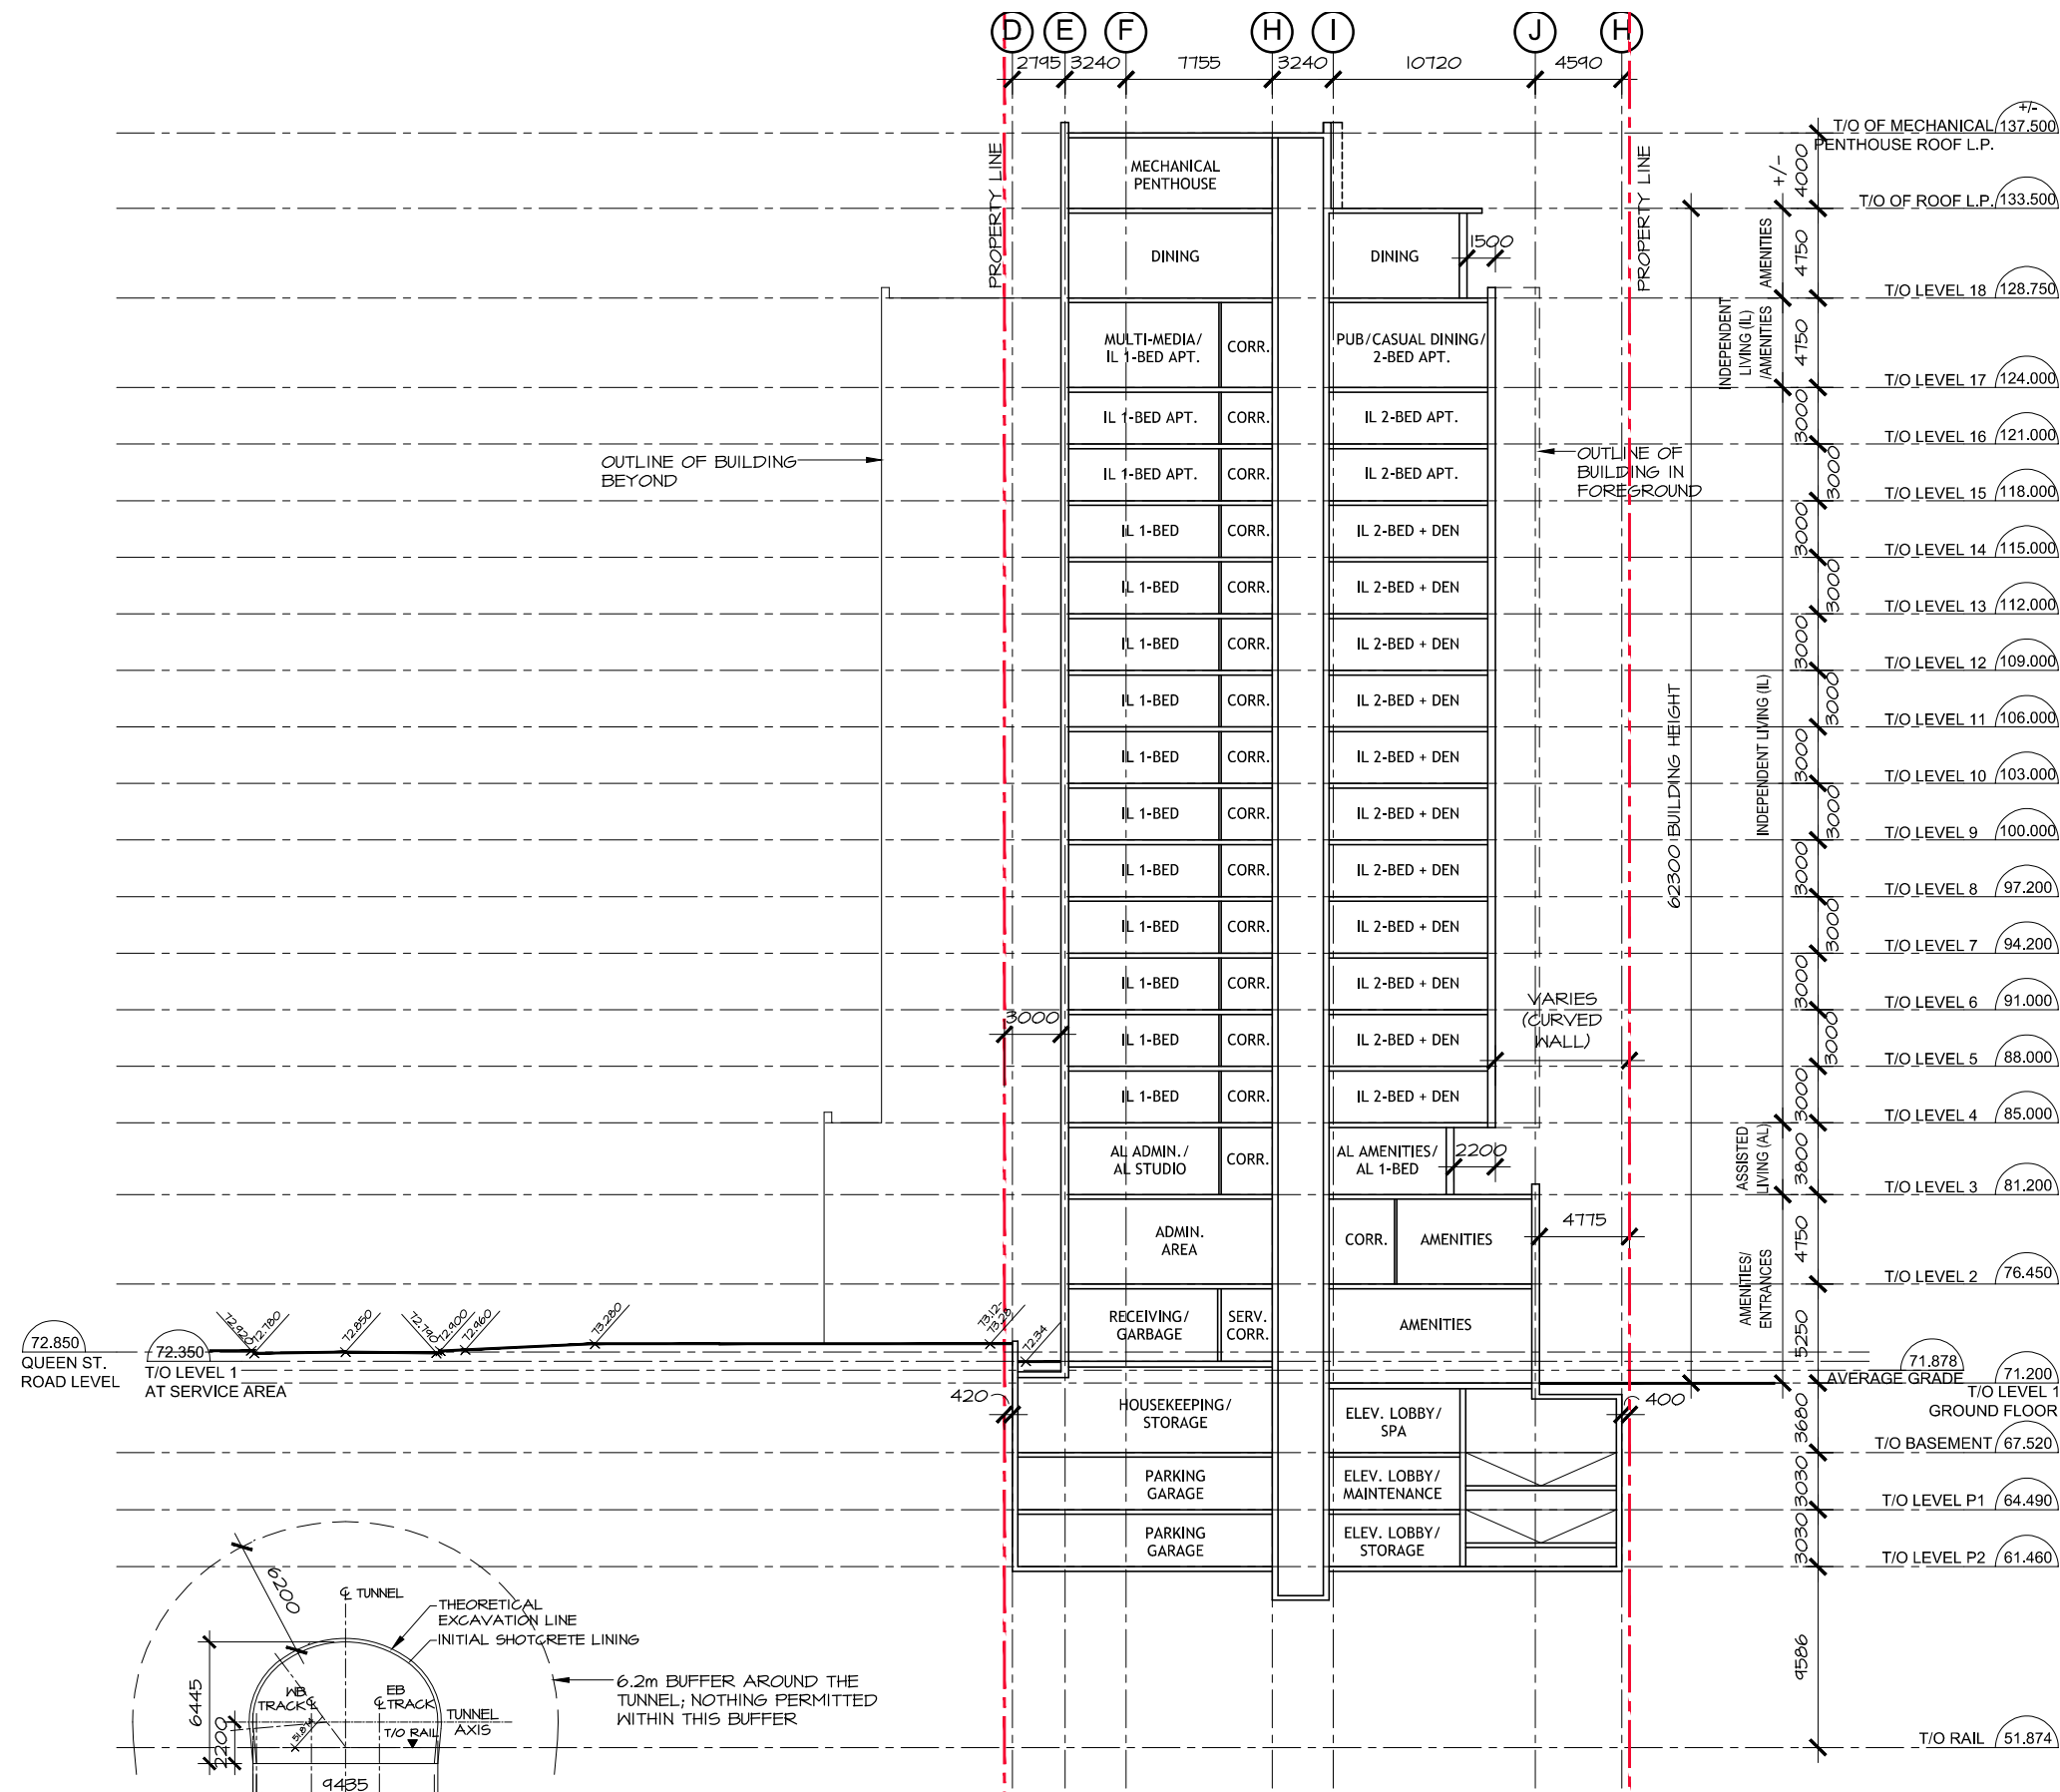 D E F H I J H
2795 3240 7755 3240 10720 4590
PROPERTY LINE
PROPERTY LINE
T/O OF MECHANICAL
PENTHOUSE ROOF L.P.
+/-
137.500
+/- 4000
T/O OF ROOF L.P. 133.500
AMENITIES
4750
T/O LEVEL 18 128.750
INDEPENDENT
LIVING (IL)
/AMENITIES
4750
T/O LEVEL 17 124.000
3000
T/O LEVEL 16 121.000
3000
T/O LEVEL 15 118.000
3000
T/O LEVEL 14 115.000
3000
T/O LEVEL 13 112.000
3000
T/O LEVEL 12 109.000
3000
T/O LEVEL 11 106.000
3000
T/O LEVEL 10 103.000
3000
T/O LEVEL 9 100.000
3000
T/O LEVEL 8 97.200
3000
T/O LEVEL 7 94.200
3000
T/O LEVEL 6 91.000
3000
T/O LEVEL 5 88.000
3000
T/O LEVEL 4 85.000
INDEPENDENT LIVING (IL)
62300 BUILDING HEIGHT
ASSISTED
LIVING (AL)
3800
T/O LEVEL 3 81.200
4750
T/O LEVEL 2 76.450
AMENITIES/
ENTRANCES
5250
71.878
AVERAGE GRADE
71.200
T/O LEVEL 1
GROUND FLOOR
3680
T/O BASEMENT 67.520
3030
T/O LEVEL P1 64.490
3030
T/O LEVEL P2 61.460
9586
T/O RAIL 51.874
MECHANICAL
PENTHOUSE
DINING
DINING
1500
MULTI-MEDIA/
IL 1-BED APT.
CORR.
PUB/CASUAL DINING/
2-BED APT.
IL 1-BED APT. CORR. IL 2-BED APT.
IL 1-BED APT. CORR. IL 2-BED APT.
IL 1-BED CORR. IL 2-BED + DEN
IL 1-BED CORR. IL 2-BED + DEN
IL 1-BED CORR. IL 2-BED + DEN
IL 1-BED CORR. IL 2-BED + DEN
IL 1-BED CORR. IL 2-BED + DEN
IL 1-BED CORR. IL 2-BED + DEN
IL 1-BED CORR. IL 2-BED + DEN
IL 1-BED CORR. IL 2-BED + DEN
IL 1-BED CORR. IL 2-BED + DEN
IL 1-BED CORR. IL 2-BED + DEN
IL 1-BED CORR. IL 2-BED + DEN
OUTLINE OF BUILDING
BEYOND
OUTLINE OF
BUILDING IN
FOREGROUND
3000
VARIES
(CURVED
WALL)
AL ADMIN./
AL STUDIO
CORR.
AL AMENITIES/
AL 1-BED
2200
ADMIN.
AREA
CORR. AMENITIES
4775
RECEIVING/
GARBAGE
SERV.
CORR.
AMENITIES
HOUSEKEEPING/
STORAGE
ELEV. LOBBY/
SPA
420
400
PARKING
GARAGE
ELEV. LOBBY/
MAINTENANCE
PARKING
GARAGE
ELEV. LOBBY/
STORAGE
72.850
QUEEN ST.
ROAD LEVEL
72.350
T/O LEVEL 1
AT SERVICE AREA
72.920 72.780 72.850 72.790 72.900 72.960 73.280
73.12-
73.28
72.34
6200
℄ TUNNEL
THEORETICAL
EXCAVATION LINE
INITIAL SHOTCRETE LINING
6.2m BUFFER AROUND THE
TUNNEL; NOTHING PERMITTED
WITHIN THIS BUFFER
6445
2200
WB
TRACK ℄
EB
℄ TRACK
TUNNEL
AXIS
T/O RAIL
51.874
9435